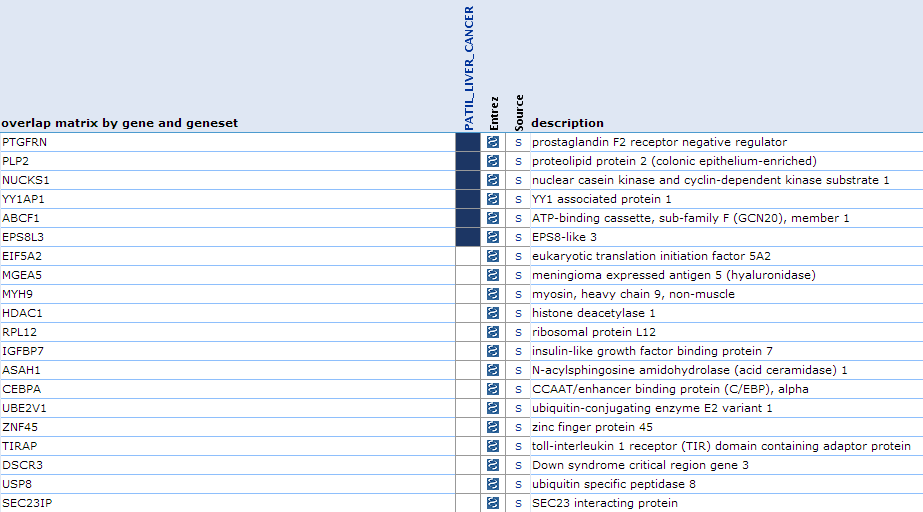 PATIL_LIVER_CANCER
Entrez
Source
overlap matrix by gene and geneset description
PTGFRN s prostaglandin F2 receptor negative regulator
PLP2 s proteolipid protein 2 (colonic epithelium-enriched)
NUCKS1 s nuclear casein kinase and cyclin-dependent kinase substrate 1
YY1AP1 s YY1 associated protein 1
ABCF1 s ATP-binding cassette, sub-family F (GCN20), member 1
EPS8L3 s EPS8-like 3
EIF5A2 s eukaryotic translation initiation factor 5A2
MGEA5 s meningioma expressed antigen 5 (hyaluronidase)
MYH9 s myosin, heavy chain 9, non-muscle
HDAC1 s histone deacetylase 1
RPL12 s ribosomal protein L12
IGFBP7 s insulin-like growth factor binding protein 7
ASAH1 s N-acylsphingosine amidohydrolase (acid ceramidase) 1
CEBPA s CCAAT/enhancer binding protein (C/EBP), alpha
UBE2V1 s ubiquitin-conjugating enzyme E2 variant 1
ZNF45 s zinc finger protein 45
TIRAP s toll-interleukin 1 receptor (TIR) domain containing adaptor protein
DSCR3 s Down syndrome critical region gene 3
USP8 s ubiquitin specific peptidase 8
SEC23IP s SEC23 interacting protein